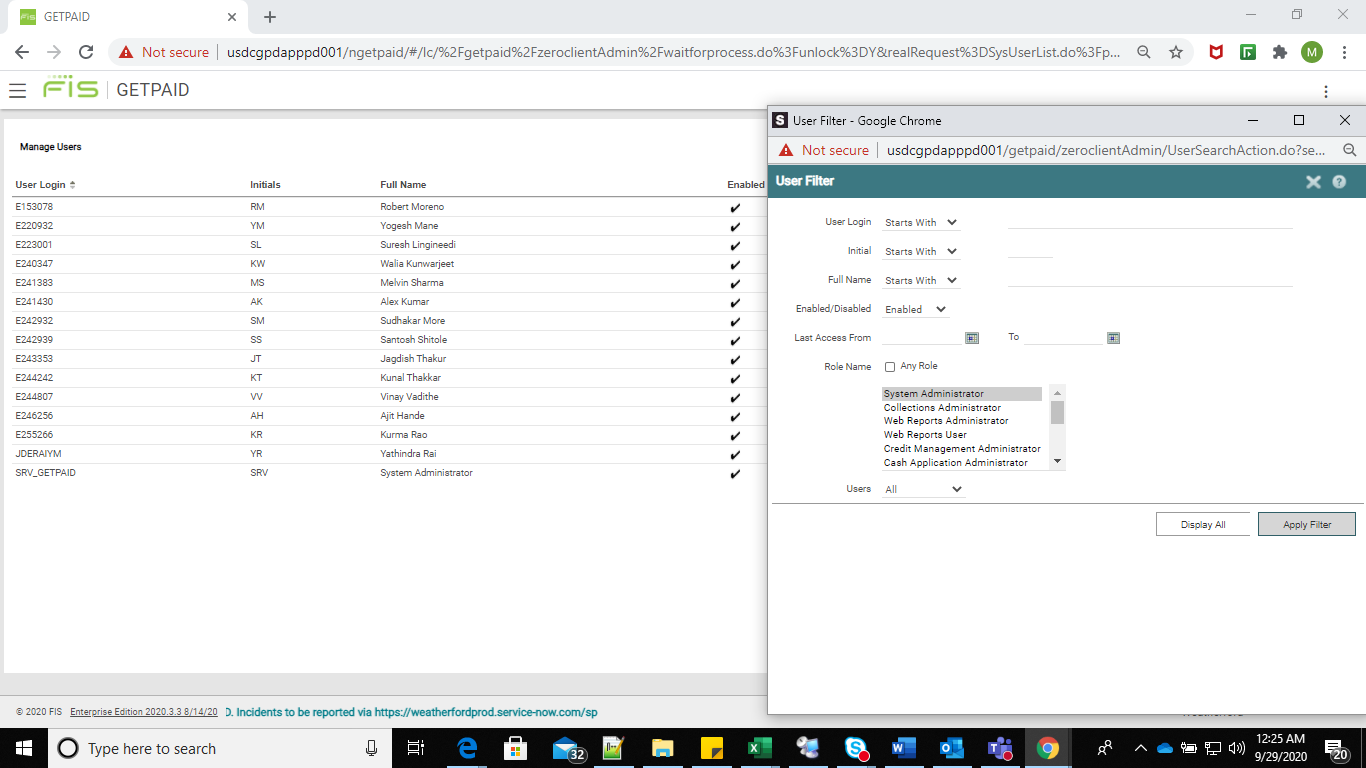 GETPAID
Not secure usdcgpdapppd001/ngetpaid/#/lc/%2Fgetpaid%2FzeroclientAdmin%2Fwaitforprocess.do%3Funlock%3DY&realRequest%3DSysUserList.do%3Fp...
M
FIS GETPAID
Manage Users
User Login Initials Full Name Enabled
E153078 RM Robert Moreno
E220932 YM Yogesh Mane
E223001 SL Suresh Lingineedi
E240347 KW Walia Kunwarjeet
E241383 MS Melvin Sharma
E241430 AK Alex Kumar
E242932 SM Sudhakar More
E242939 SS Santosh Shitole
E243353 JT Jagdish Thakur
E244242 KT Kunal Thakkar
E244807 VV Vinay Vadithe
E246256 AH Ajit Hande
E255266 KR Kurma Rao
JDERAIYM YR Yathindra Rai
SRV_GETPAID SRV System Administrator
User Filter - Google Chrome
Not secure usdcgpdapppd001/getpaid/zeroclientAdmin/UserSearchAction.do?se...
User Filter
User Login Starts With
Initial Starts With
Full Name Starts With
Enabled/Disabled Enabled
Last Access From To
Role Name Any Role
System Administrator
Collections Administrator
Web Reports Administrator
Web Reports User
Credit Management Administrator
Cash Application Administrator
Users All
Display All Apply Filter
© 2020 FIS Enterprise Edition 2020.3.3 8/14/20 D. Incidents to be reported via https://weatherfordprod.service-now.com/sp
Type here to search
32
12:25 AM
9/29/2020
20